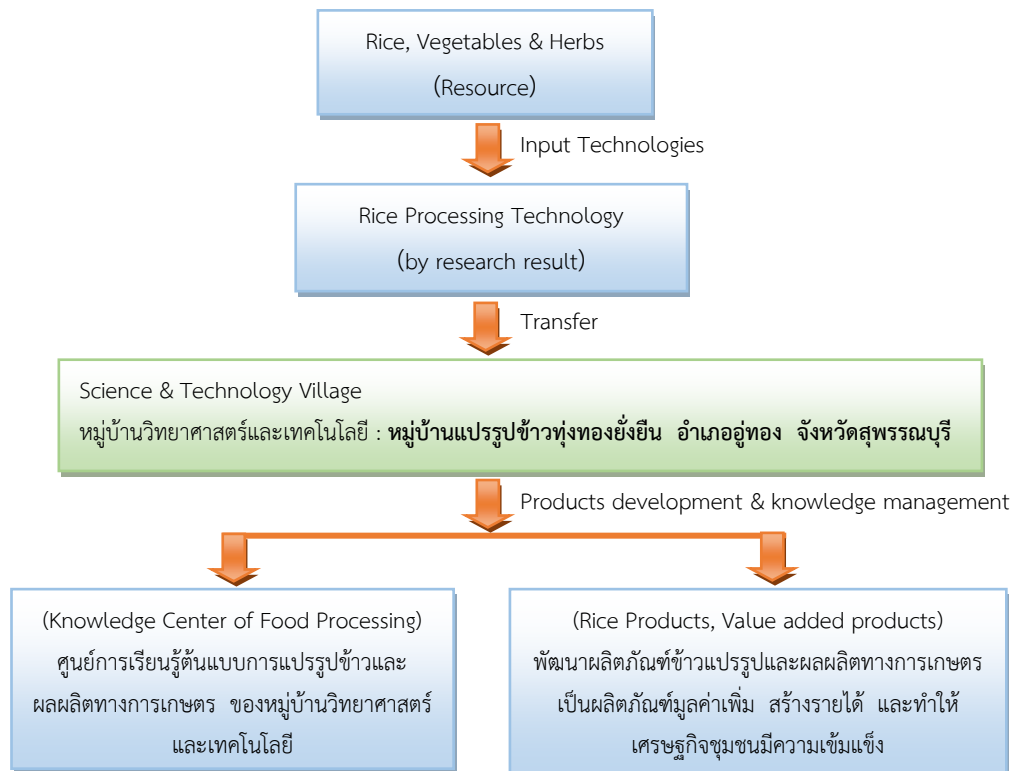 Rice, Vegetables & Herbs
(Resource)
Input Technologies
Rice Processing Technology
(by research result)
Transfer
Science & Technology Village
หมู่บ้านวิทยาศาสตร์และเทคโนโลยี : หมู่บ้านแปรรูปข้าวทุ่งทองยั่งยืน อำเภออู่ทอง จังหวัดสุพรรณบุรี
Products development & knowledge management
(Knowledge Center of Food Processing)
ศูนย์การเรียนรู้ต้นแบบการแปรรูปข้าวและ
ผลผลิตทางการเกษตร ของหมู่บ้านวิทยาศาสตร์
และเทคโนโลยี
(Rice Products, Value added products)
พัฒนาผลิตภัณฑ์ข้าวแปรรูปและผลผลิตทางการเกษตร
เป็นผลิตภัณฑ์มูลค่าเพิ่ม สร้างรายได้ และทำให้
เศรษฐกิจชุมชนมีความเข้มแข็ง